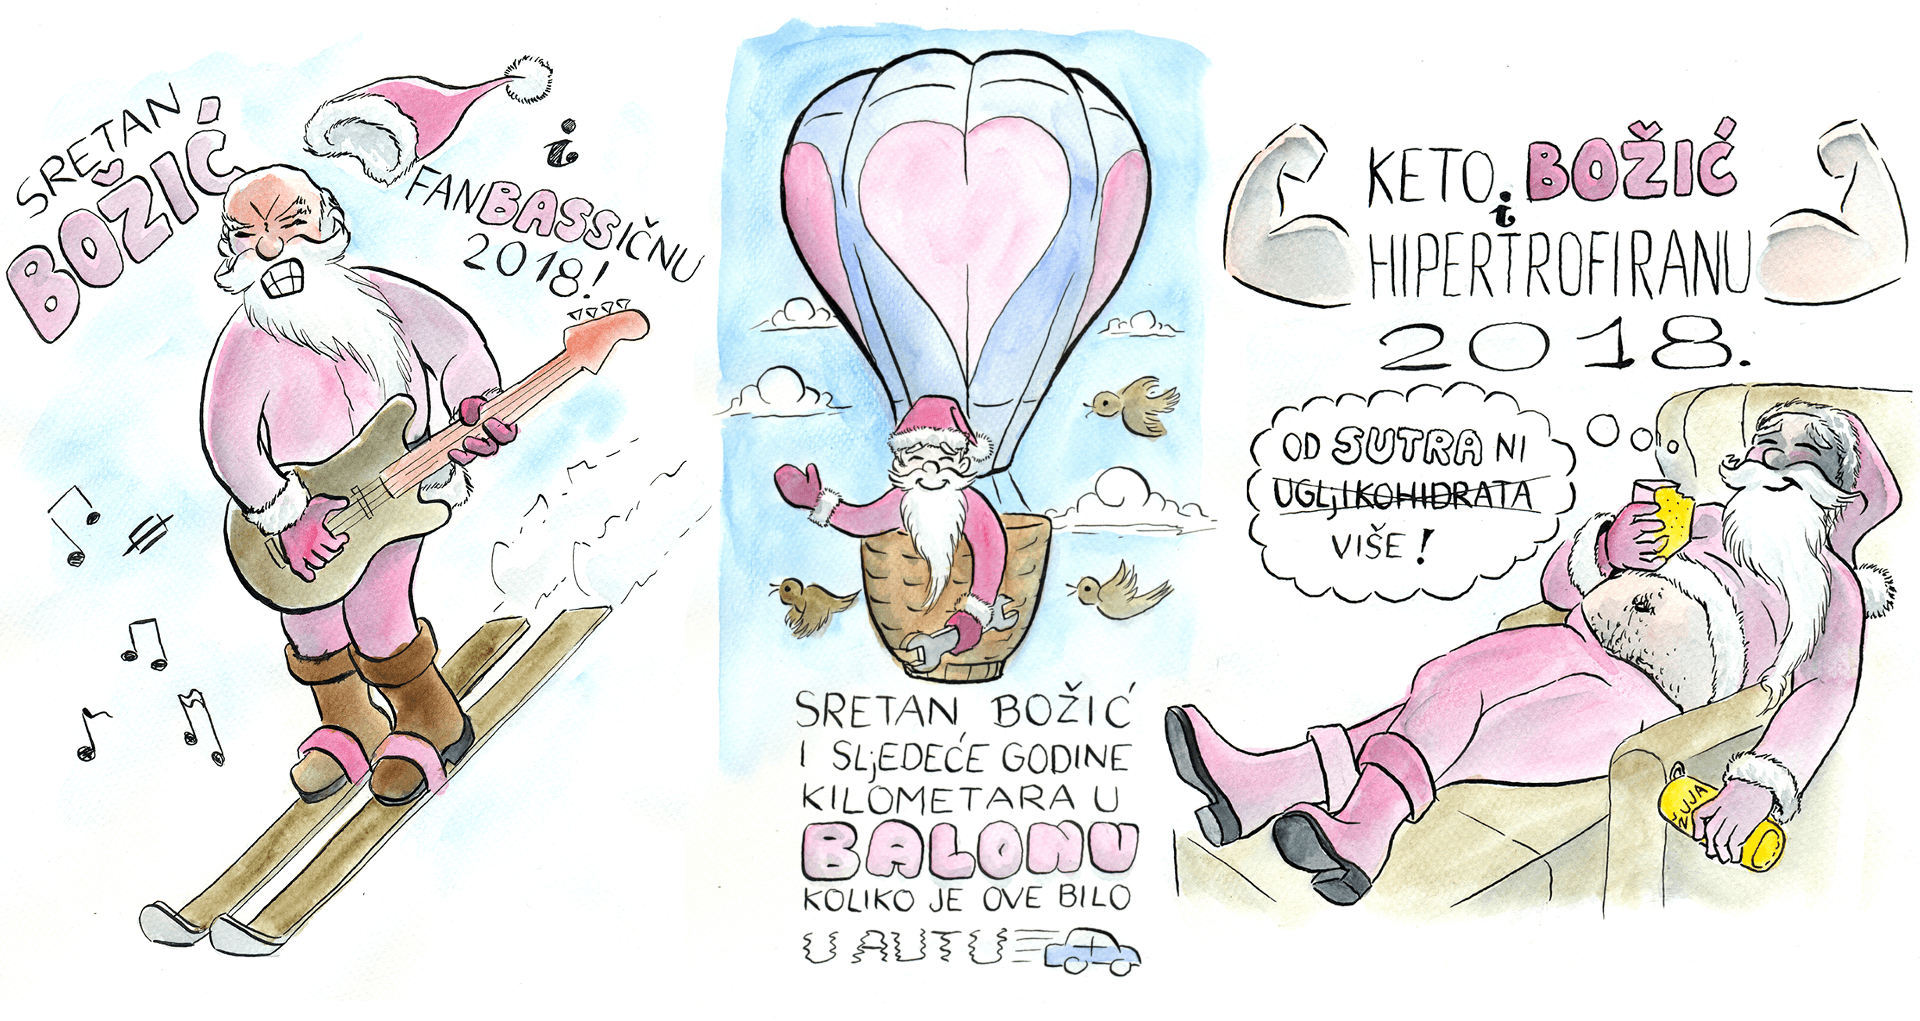 SRETAN
BOŽIĆ
i
FANBASSIČNU
2018!
SRETAN BOŽIĆ
I SLjEDEĆE GODINE
KILOMETARA U
BALONU
KOLIKO JE OVE BILO
U AUTU
KETO BOŽIĆ
i
HIPERTROFIRANU
2018.
OD SUTRA NI
UGLjIKOHIDRATA
VIŠE!
ŽUJA